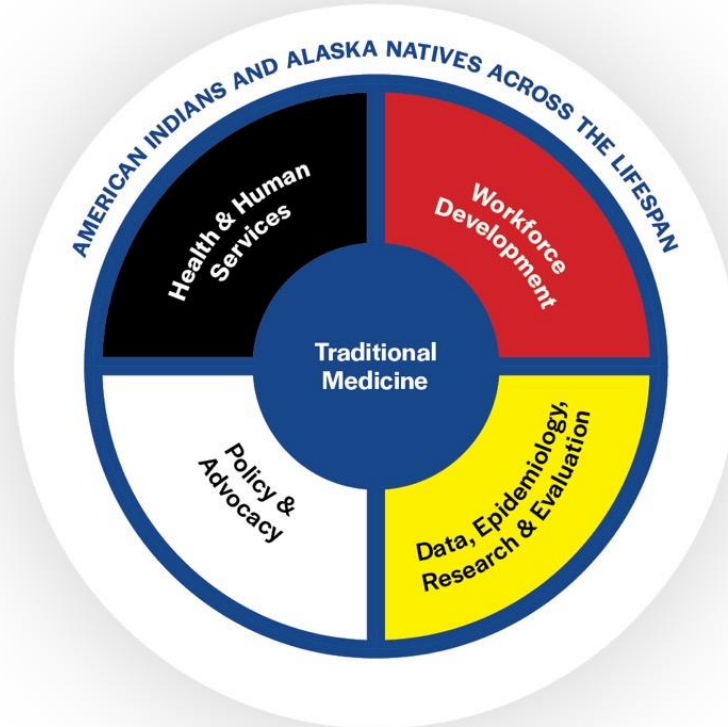 AMERICAN INDIANS AND ALASKA NATIVES ACROSS THE LIFESPAN
Health & Human
Services
Workforce
Development
Traditional
Medicine
Policy &
Advocacy
Data, Epidemiology,
Research & Evaluation